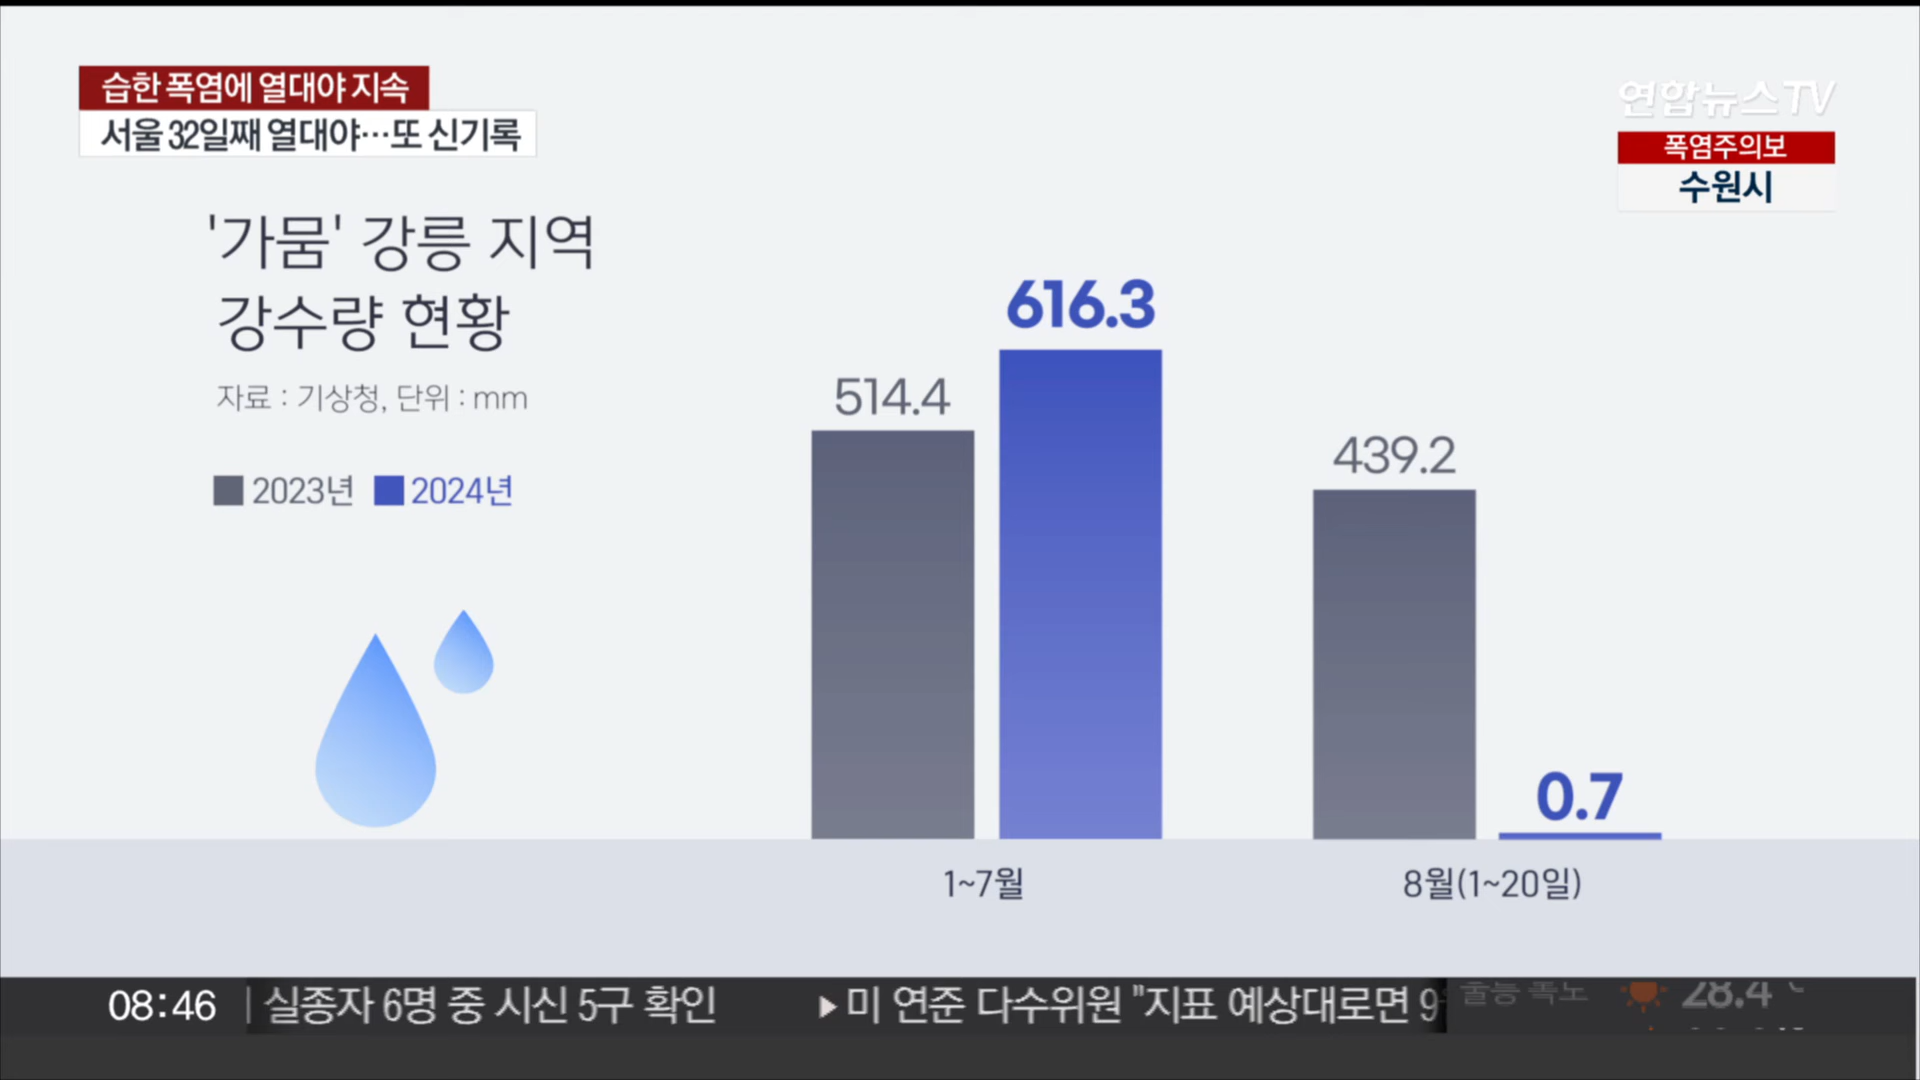 습한 폭염에 열대야 지속
서울 32일째 열대야…또 신기록
연합뉴스TV
폭염주의보
수원시
'가뭄' 강릉 지역
강수량 현황
자료 : 기상청, 단위 : mm
2023년 2024년
514.4
616.3
439.2
0.7
1~7월
8월(1~20일)
08:46
실종자 6명 중 시신 5구 확인
▶미 연준 다수위원 "지표 예상대로면 9
28.4